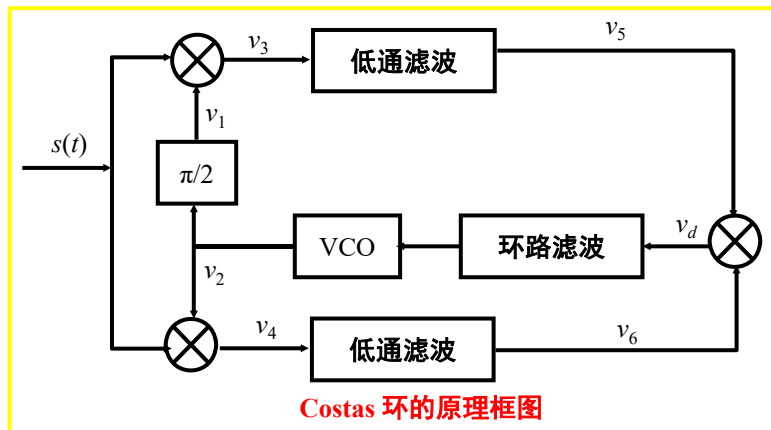 v₃
低通滤波
v₅
v₁
s(t)
π/2
VCO
环路滤波
v_d
v₂
v₄
低通滤波
v₆
Costas 环的原理框图